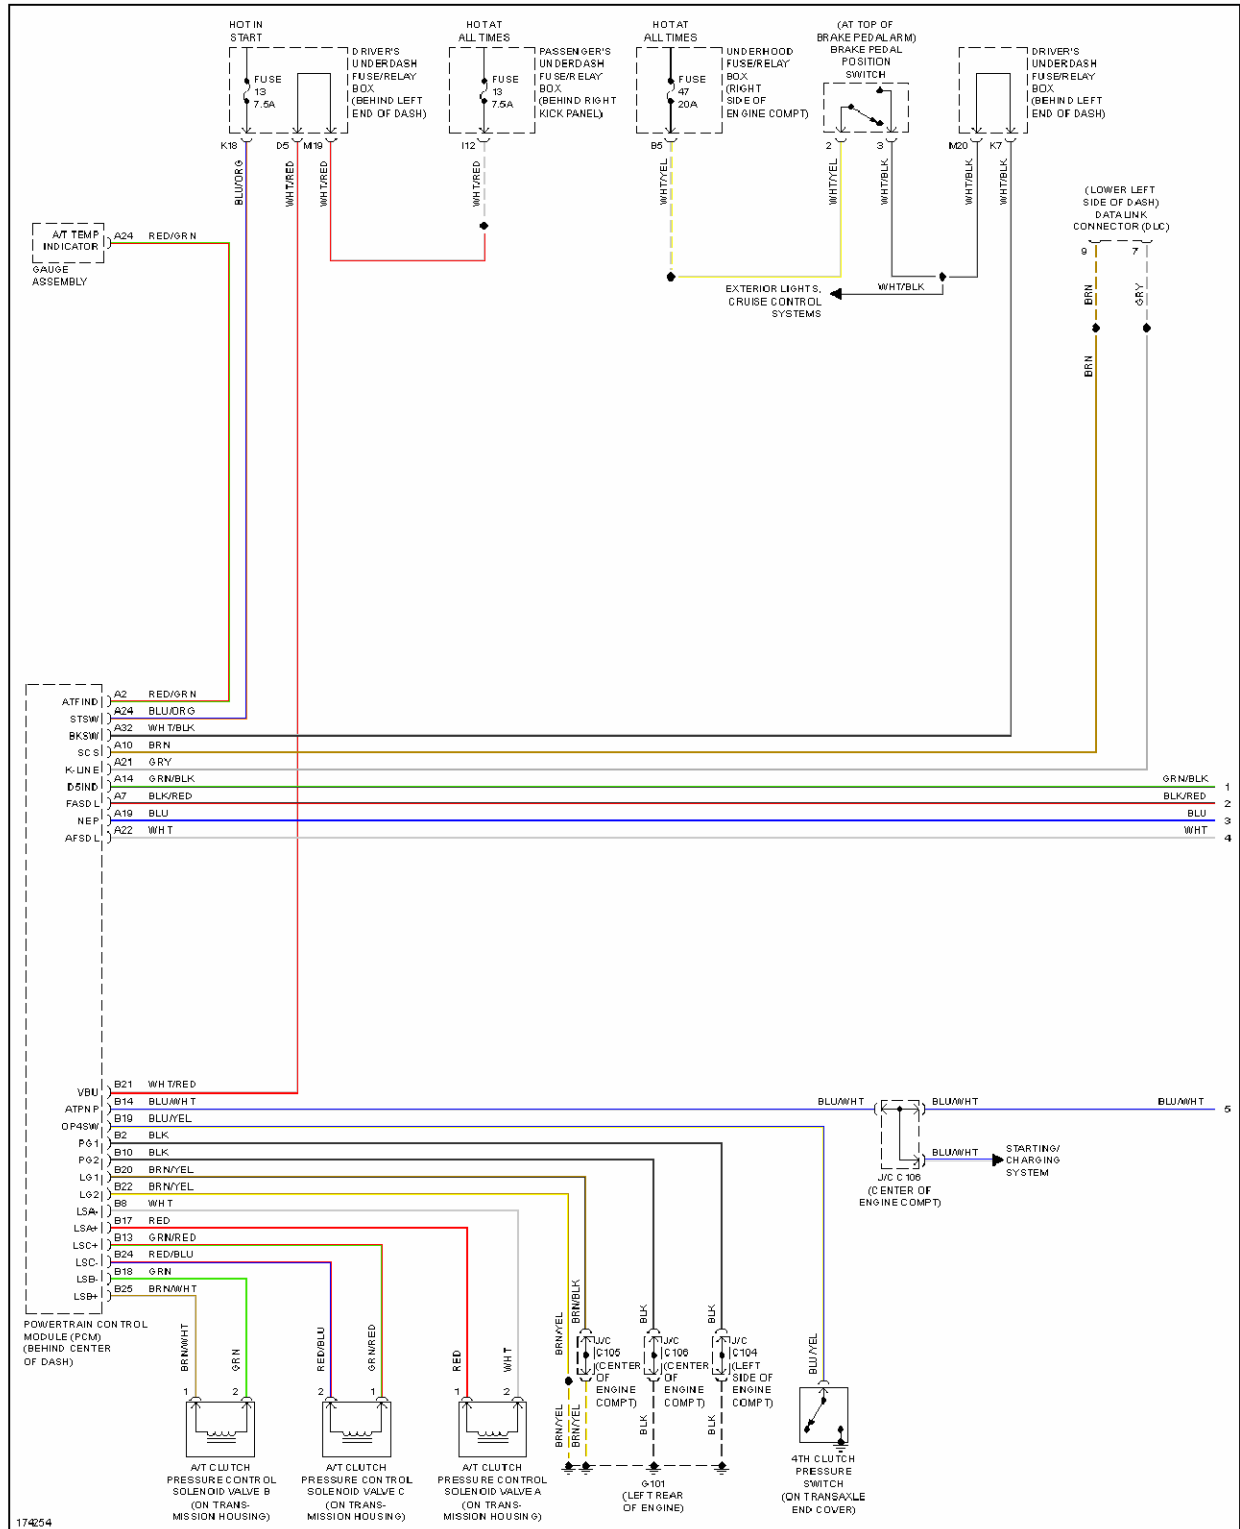 HOT IN
START
DRIVER'S
UNDERDASH
FUSE/RELAY
BOX
(BEHIND LEFT
END OF DASH)
FUSE
13
7.5A
K18
D5
M19
BLU/ORG
WHT/RED
WHT/RED
HOT AT
ALL TIMES
PASSENGER'S
UNDERDASH
FUSE/RELAY
BOX
(BEHIND RIGHT
KICK PANEL)
FUSE
13
7.5A
I12
WHT/RED
HOT AT
ALL TIMES
UNDERHOOD
FUSE/RELAY
BOX
(RIGHT
SIDE OF
ENGINE COMPT)
FUSE
47
20A
B5
WHT/YEL
(AT TOP OF
BRAKE PEDAL ARM)
BRAKE PEDAL
POSITION
SWITCH
2
3
WHT/YEL
WHT/BLK
DRIVER'S
UNDERDASH
FUSE/RELAY
BOX
(BEHIND LEFT
END OF DASH)
M20
K7
WHT/BLK
WHT/BLK
(LOWER LEFT
SIDE OF DASH)
DATA LINK
CONNECTOR (DLC)
9
7
BRN
GRY
BRN
A/T TEMP
INDICATOR
A24 RED/GRN
GAUGE
ASSEMBLY
EXTERIOR LIGHTS,
CRUISE CONTROL
SYSTEMS
WHT/BLK
ATFIND A2 RED/GRN
STSW A24 BLU/ORG
BKSW A32 WHT/BLK
SCS A10 BRN
K-LINE A21 GRY
D5IND A14 GRN/BLK GRN/BLK 1
FASDL A7 BLK/RED BLK/RED 2
NEP A19 BLU BLU 3
AFSDL A22 WHT WHT 4
VBU B21 WHT/RED
ATPNP B14 BLU/WHT BLU/WHT BLU/WHT BLU/WHT 5
OP4SW B19 BLU/YEL
PG1 B2 BLK
PG2 B10 BLK
LG1 B20 BRN/YEL
LG2 B22 BRN/YEL
LSA- B8 WHT
LSA+ B17 RED
LSC+ B13 GRN/RED
LSC- B24 RED/BLU
LSB- B18 GRN
LSB+ B25 BRN/WHT
POWERTRAIN CONTROL
MODULE (PCM)
(BEHIND CENTER
OF DASH)
BLU/WHT
STARTING/
CHARGING
SYSTEM
J/C C106
(CENTER OF
ENGINE COMPT)
BRN/WHT
GRN
1
2
A/T CLUTCH
PRESSURE CONTROL
SOLENOID VALVE B
(ON TRANS-
MISSION HOUSING)
RED/BLU
GRN/RED
2
1
A/T CLUTCH
PRESSURE CONTROL
SOLENOID VALVE C
(ON TRANS-
MISSION HOUSING)
RED
WHT
1
2
A/T CLUTCH
PRESSURE CONTROL
SOLENOID VALVE A
(ON TRANS-
MISSION HOUSING)
BRN/YEL
BRN/BLK
BLK
BLK
J/C
C105
(CENTER
OF
ENGINE
COMPT)
J/C
C106
(CENTER
OF
ENGINE
COMPT)
J/C
C104
(LEFT
SIDE OF
ENGINE
COMPT)
BRN/YEL
BRN/YEL
BLK
BLK
G101
(LEFT REAR
OF ENGINE)
BLU/YEL
4TH CLUTCH
PRESSURE
SWITCH
(ON TRANSAXLE
END COVER)
174254